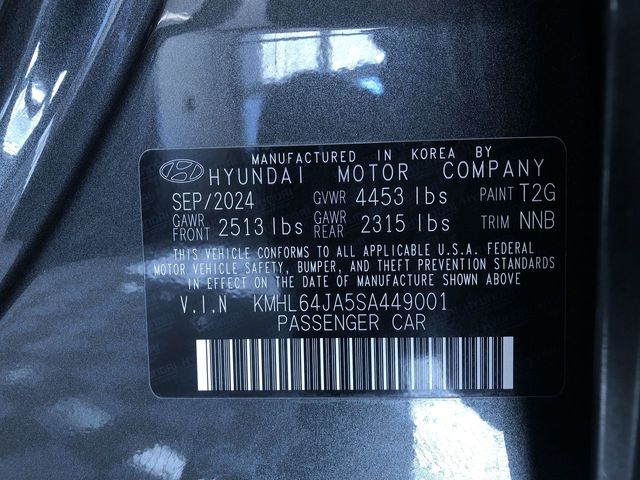 MANUFACTURED IN KOREA BY
HYUNDAI MOTOR COMPANY
SEP/2024 GVWR 4453 lbs PAINT T2G
GAWR FRONT 2513 lbs GAWR REAR 2315 lbs TRIM NNB
THIS VEHICLE CONFORMS TO ALL APPLICABLE U.S.A. FEDERAL
MOTOR VEHICLE SAFETY, BUMPER, AND THEFT PREVENTION STANDARDS
IN EFFECT ON THE DATE OF MANUFACTURE SHOWN ABOVE
V.I.N KMHL64JA5SA449001
PASSENGER CAR